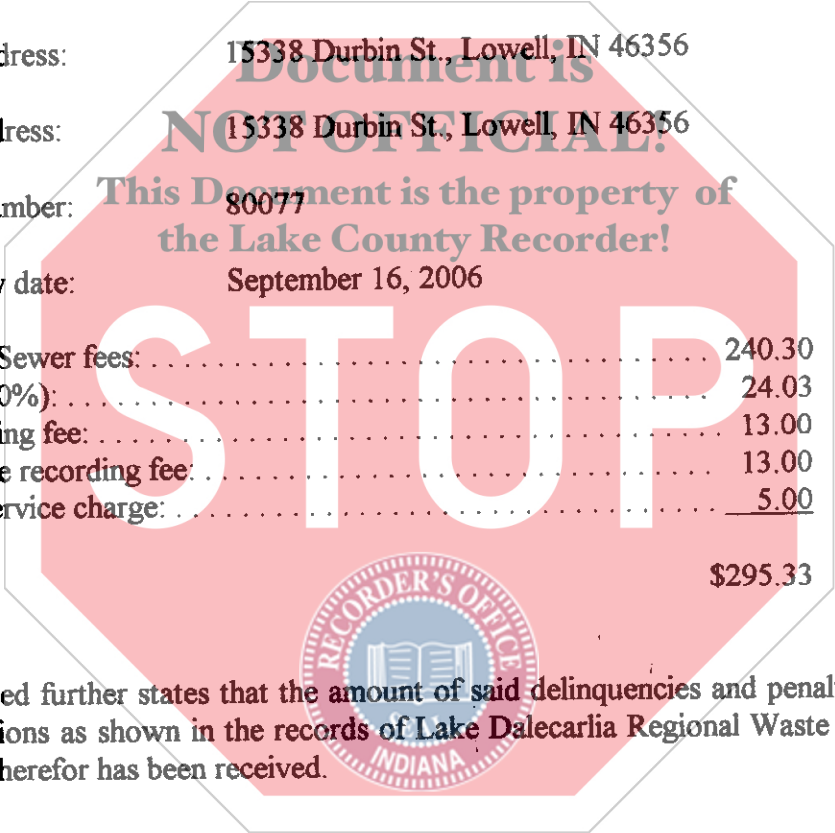 dress: 15338 Durbin St., Lowell, IN 46356
Document is
ress: 15338 Durbin St., Lowell, IN 46356
NOT OFFICIAL!
This Document is the property of
mber: 80077
the Lake County Recorder!
date: September 16, 2006
STOP
Sewer fees: 240.30
0%): 24.03
ing fee: 13.00
e recording fee: 13.00
ervice charge: 5.00
$295.33
RECORDER'S OFFICE
INDIANA
ed further states that the amount of said delinquencies and penal
ions as shown in the records of Lake Dalecarlia Regional Waste
herefor has been received.